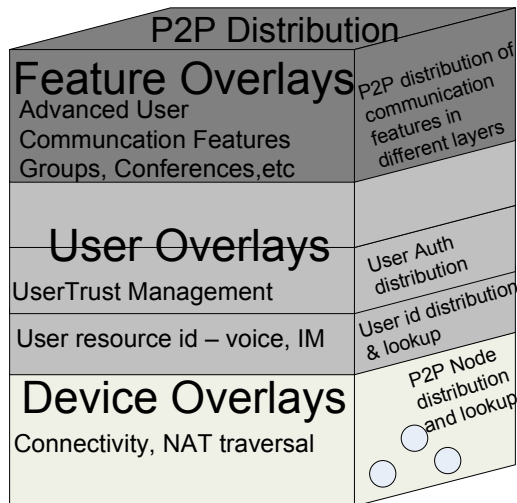 P2P Distribution
Feature Overlays
Advanced User
Communcation Features
Groups, Conferences,etc
P2P distribution of
communication
features in
different layers
User Overlays
UserTrust Management
User Auth
distribution
User resource id – voice, IM
User id distribution
& lookup
Device Overlays
Connectivity, NAT traversal
P2P Node
distribution
and lookup